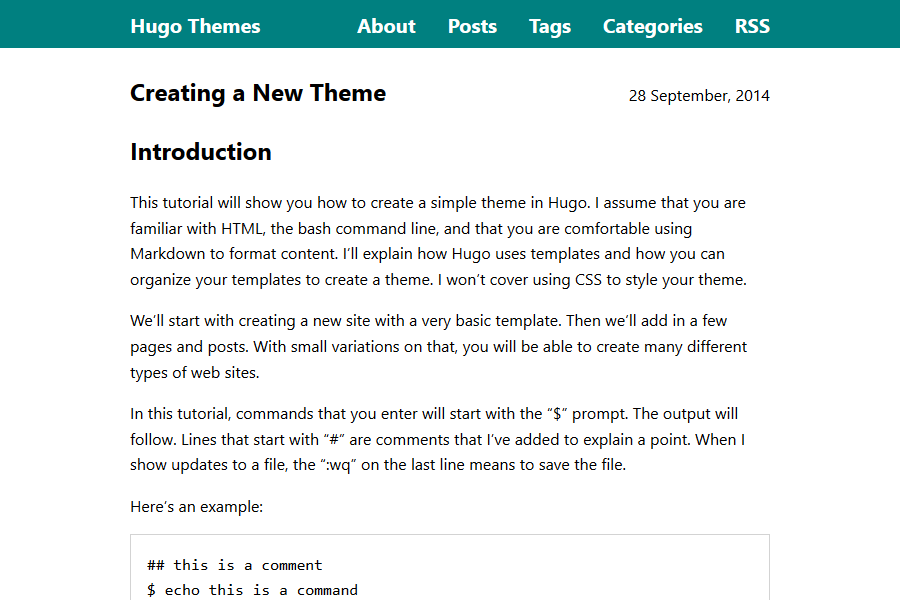 Hugo Themes About Posts Tags Categories RSS
Creating a New Theme 28 September, 2014
Introduction
This tutorial will show you how to create a simple theme in Hugo. I assume that you are
familiar with HTML, the bash command line, and that you are comfortable using
Markdown to format content. I’ll explain how Hugo uses templates and how you can
organize your templates to create a theme. I won’t cover using CSS to style your theme.
We’ll start with creating a new site with a very basic template. Then we’ll add in a few
pages and posts. With small variations on that, you will be able to create many different
types of web sites.
In this tutorial, commands that you enter will start with the “$” prompt. The output will
follow. Lines that start with “#” are comments that I’ve added to explain a point. When I
show updates to a file, the “:wq” on the last line means to save the file.
Here’s an example:
## this is a comment
$ echo this is a command